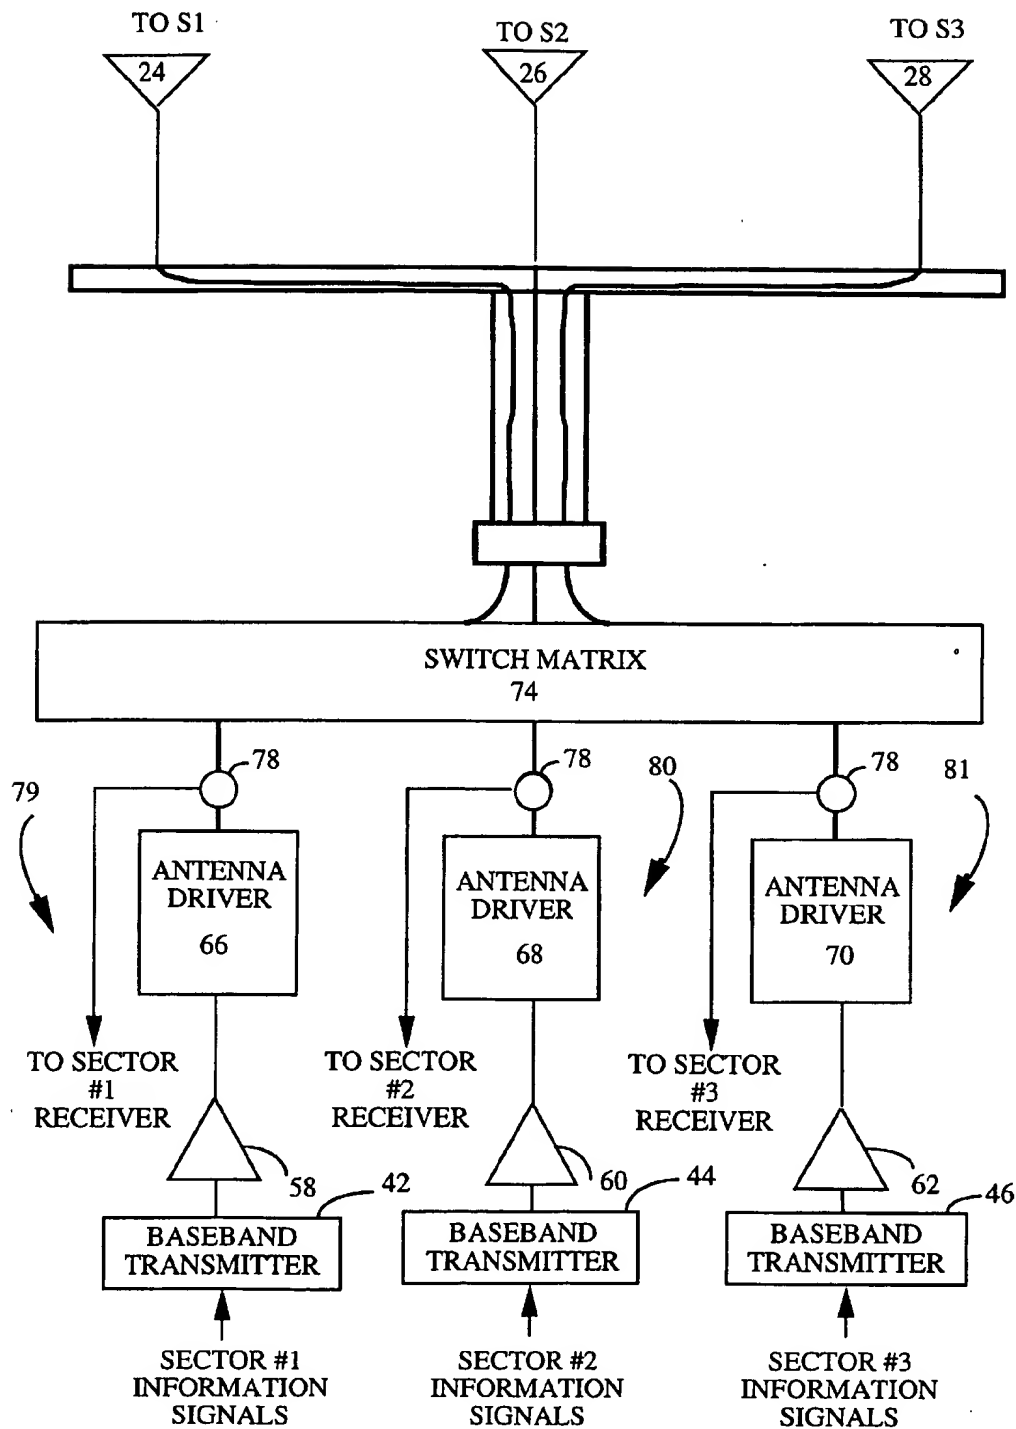 TO S1
TO S2
TO S3
24
26
28
SWITCH MATRIX
74
78
78
78
79
80
81
ANTENNA
DRIVER
66
ANTENNA
DRIVER
68
ANTENNA
DRIVER
70
TO SECTOR
#1
RECEIVER
TO SECTOR
#2
RECEIVER
TO SECTOR
#3
RECEIVER
58
60
62
42
44
46
BASEBAND
TRANSMITTER
BASEBAND
TRANSMITTER
BASEBAND
TRANSMITTER
SECTOR #1
INFORMATION
SIGNALS
SECTOR #2
INFORMATION
SIGNALS
SECTOR #3
INFORMATION
SIGNALS